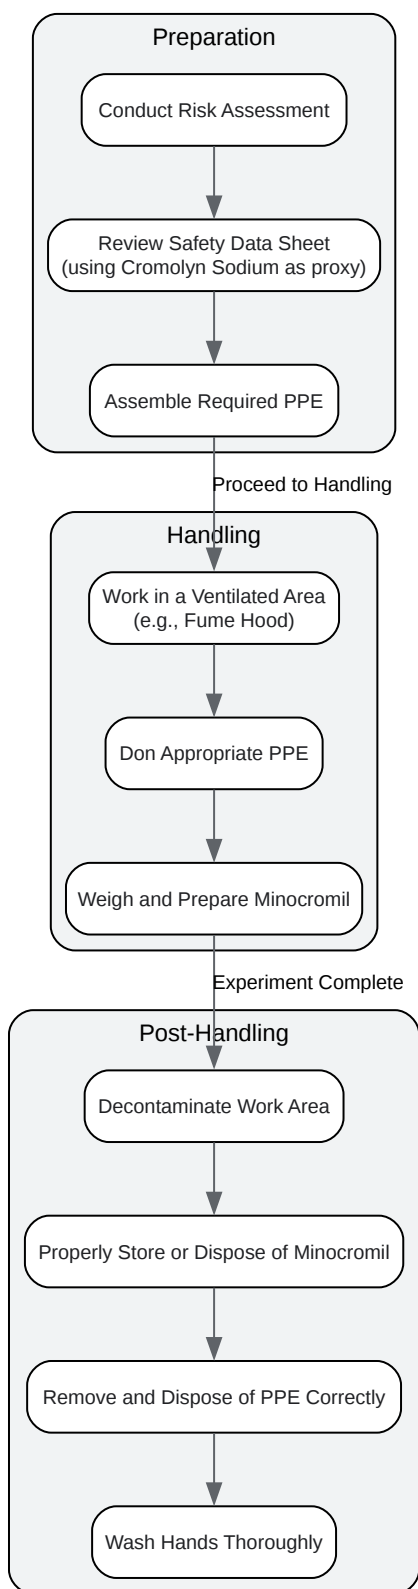 Preparation
Conduct Risk Assessment
Review Safety Data Sheet
(using Cromolyn Sodium as proxy)
Assemble Required PPE
Proceed to Handling
Handling
Work in a Ventilated Area
(e.g., Fume Hood)
Don Appropriate PPE
Weigh and Prepare Minocromil
Experiment Complete
Post-Handling
Decontaminate Work Area
Properly Store or Dispose of Minocromil
Remove and Dispose of PPE Correctly
Wash Hands Thoroughly